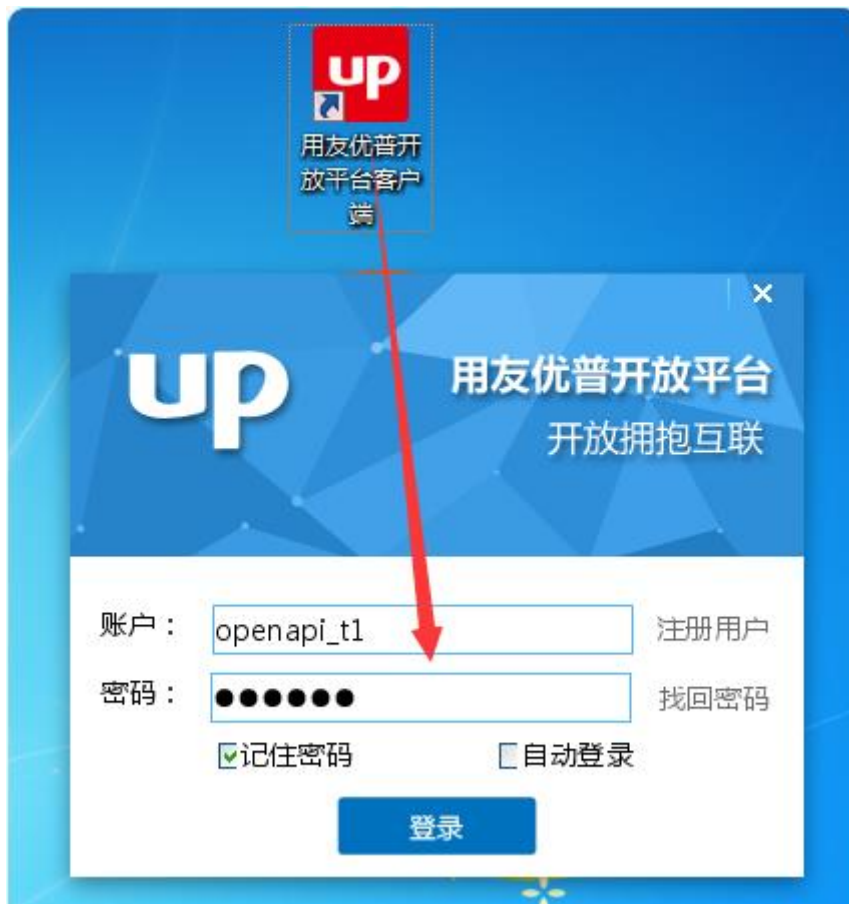 up
用友优普开
放平台客户
端
up
用友优普开放平台
开放拥抱互联
账户： openapi_t1 注册用户
密码： ●●●●●● 找回密码
记住密码 自动登录
登录